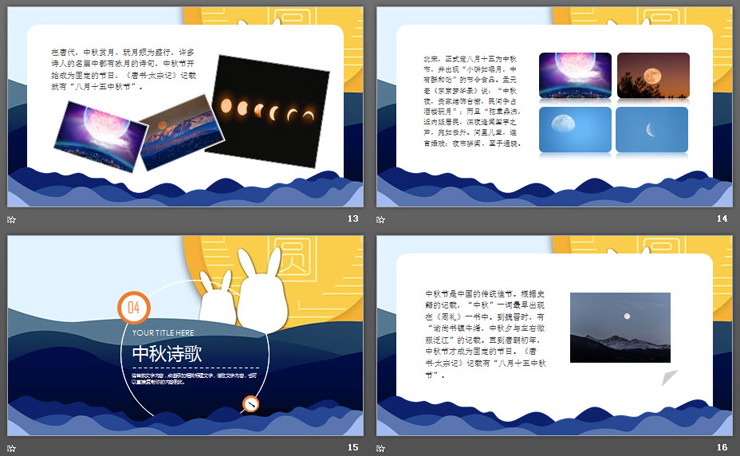 在唐代，中秋赏月、玩月颇为盛行，许多
诗人的名篇中都有咏月的诗句，中秋节开
始成为固定的节日，《唐书·太宗记》记载
就有“八月十五中秋节”。
13
北宋，正式定八月十五为中秋
节，并出现“小饼如嚼月，中
有酥和饴”的节令食品。孟元
老《东京梦华录》说：“中秋
夜，贵家结饰台榭，民间争占
酒楼玩月”；而且“弦重鼎沸，
近内延居民，深夜逢闻笙竽之
声，宛如云外。间里儿童，连
宵婚戏；夜市骈阗，至于通晓。
14
圆
04
YOUR TITLE HERE
中秋诗歌
15
中秋节是中国的传统佳节。根据史
籍的记载，“中秋”一词最早出现
在《周礼》一书中。到魏晋时，有
“谕尚书镇牛渚，中秋夕与左右微
服泛江”的记载。直到唐朝初年，
中秋节才成为固定的节日。《唐
书·太宗记》记载有“八月十五中秋
节”。
16